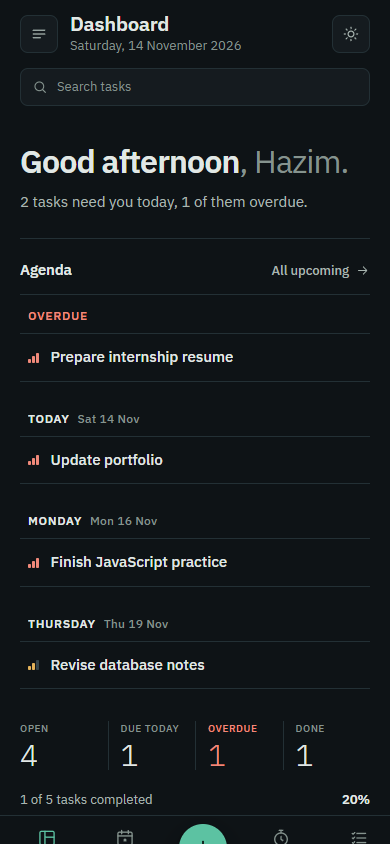 Dashboard
Saturday, 14 November 2026
Search tasks
Good afternoon, Hazim.
2 tasks need you today, 1 of them overdue.
Agenda All upcoming →
OVERDUE
Prepare internship resume
TODAY Sat 14 Nov
Update portfolio
MONDAY Mon 16 Nov
Finish JavaScript practice
THURSDAY Thu 19 Nov
Revise database notes
OPEN DUE TODAY OVERDUE DONE
4 1 1 1
1 of 5 tasks completed 20%